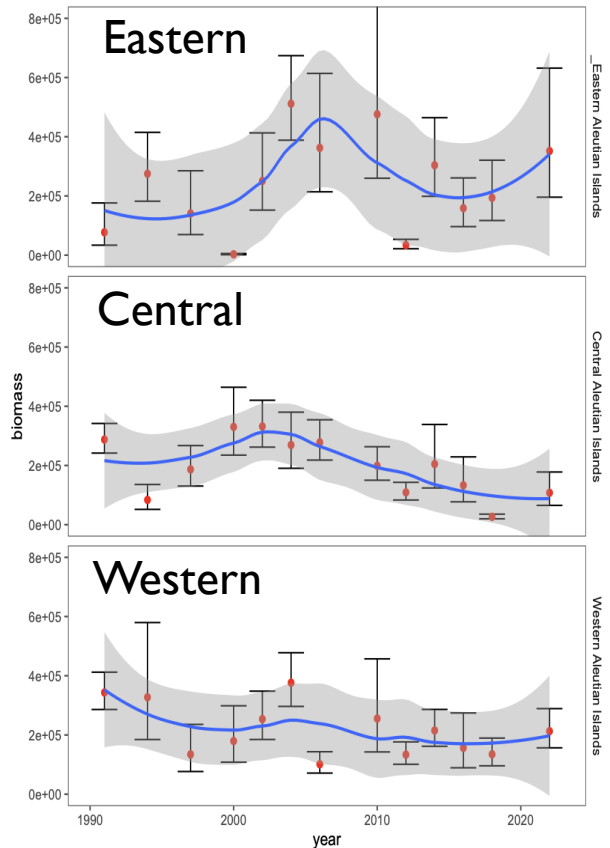 Eastern
8e+05
6e+05
4e+05
2e+05
0e+00
_Eastern Aleutian Islands
Central
8e+05
6e+05
4e+05
2e+05
0e+00
Central Aleutian Islands
biomass
Western
8e+05
6e+05
4e+05
2e+05
0e+00
Western Aleutian Islands
1990 2000 2010 2020
year